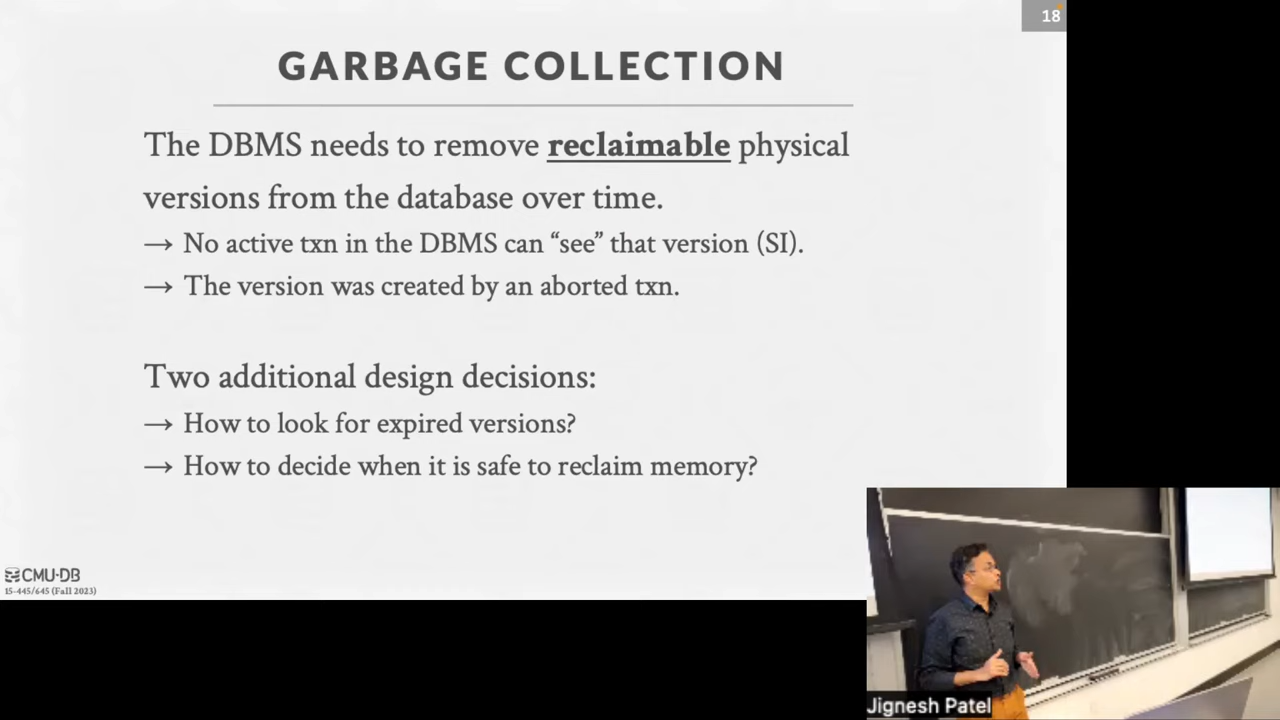 18
GARBAGE COLLECTION
The DBMS needs to remove reclaimable physical
versions from the database over time.
→ No active txn in the DBMS can “see” that version (SI).
→ The version was created by an aborted txn.
Two additional design decisions:
→ How to look for expired versions?
→ How to decide when it is safe to reclaim memory?
CMU·DB
15-445/645 (Fall 2023)
Jignesh Patel